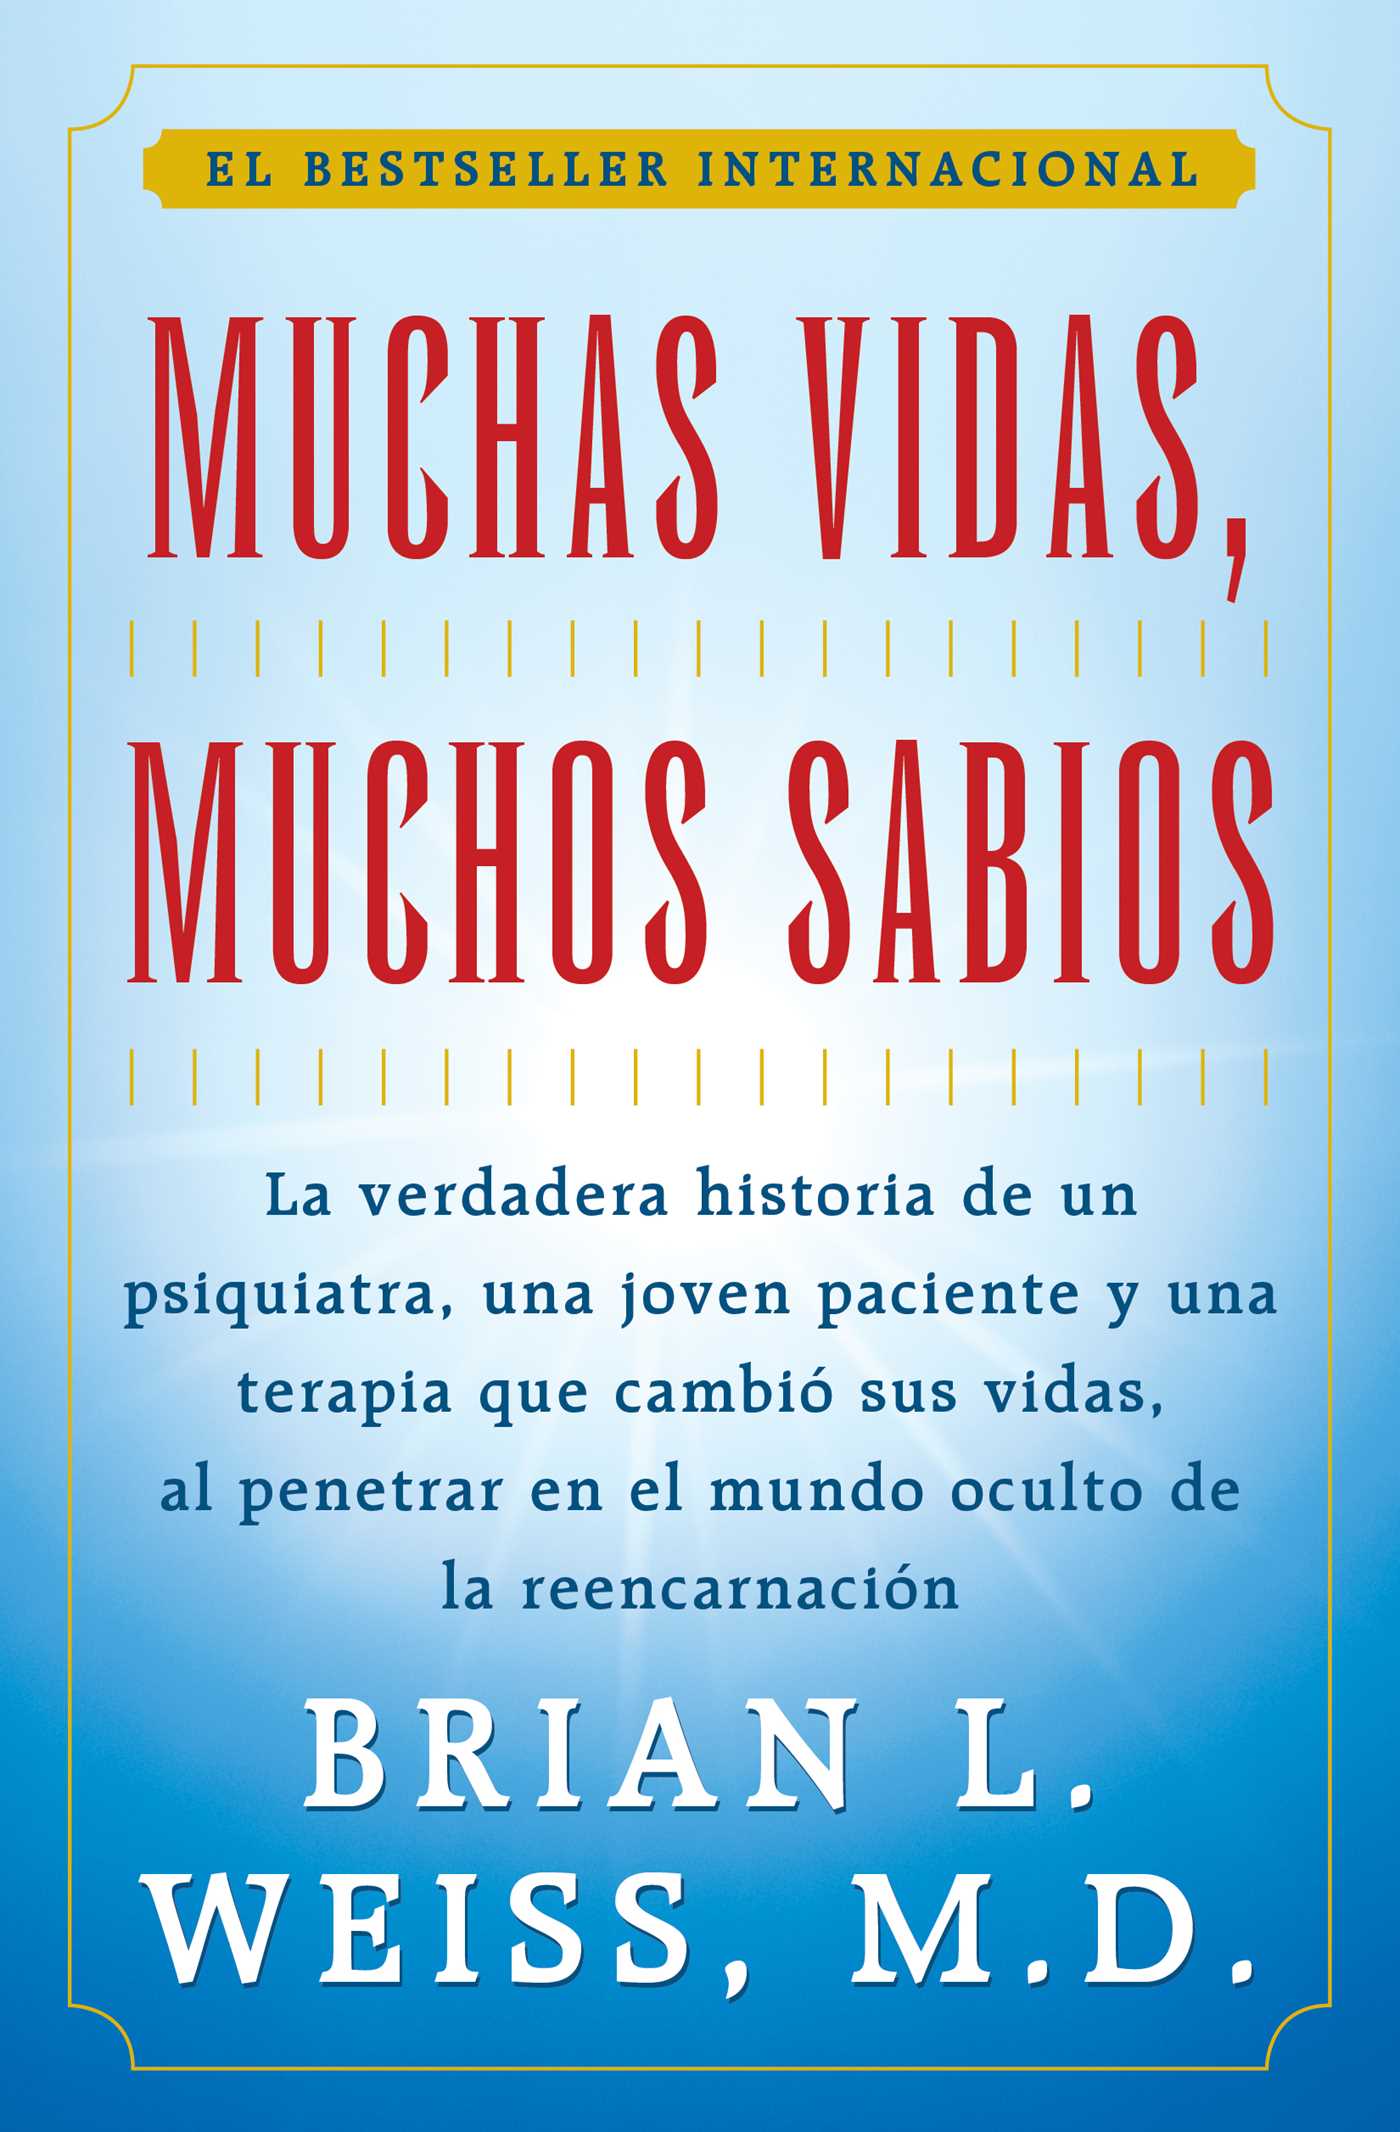 EL BESTSELLER INTERNACIONAL
MUCHAS VIDAS,
MUCHOS SABIOS
La verdadera historia de un
psiquiatra, una joven paciente y una
terapia que cambió sus vidas,
al penetrar en el mundo oculto de
la reencarnación
BRIAN L.
WEISS, M.D.